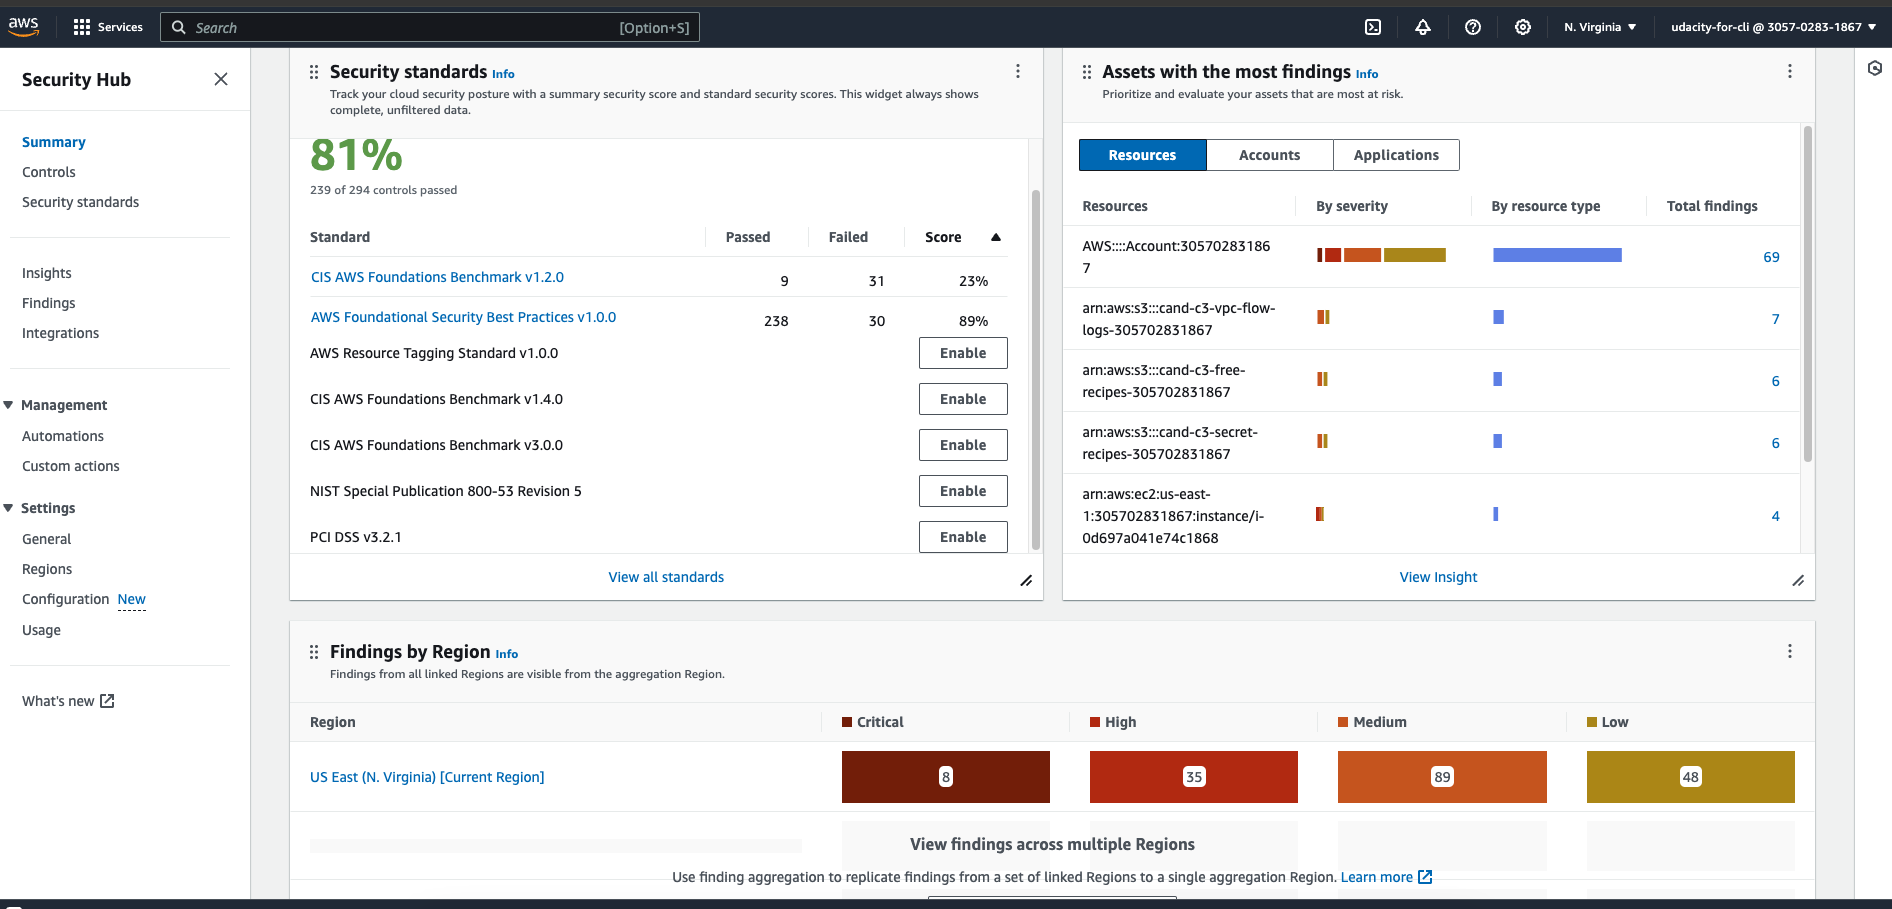 aws
Services
Search
[Option+S]
N. Virginia
udacity-for-cli @ 3057-0283-1867
Security Hub
Summary
Controls
Security standards
Insights
Findings
Integrations
Management
Automations
Custom actions
Settings
General
Regions
Configuration New
Usage
What's new
Security standards Info
Track your cloud security posture with a summary security score and standard security scores. This widget always shows
complete, unfiltered data.
81%
239 of 294 controls passed
Standard Passed Failed Score
CIS AWS Foundations Benchmark v1.2.0 9 31 23%
AWS Foundational Security Best Practices v1.0.0 238 30 89%
AWS Resource Tagging Standard v1.0.0 Enable
CIS AWS Foundations Benchmark v1.4.0 Enable
CIS AWS Foundations Benchmark v3.0.0 Enable
NIST Special Publication 800-53 Revision 5 Enable
PCI DSS v3.2.1 Enable
View all standards
Assets with the most findings Info
Prioritize and evaluate your assets that are most at risk.
Resources Accounts Applications
Resources By severity By resource type Total findings
AWS::::Account:30570283186
7
69
arn:aws:s3:::cand-c3-vpc-flow-
logs-305702831867
7
arn:aws:s3:::cand-c3-free-
recipes-305702831867
6
arn:aws:s3:::cand-c3-secret-
recipes-305702831867
6
arn:aws:ec2:us-east-
1:305702831867:instance/i-
0d697a041e74c1868
4
View Insight
Findings by Region Info
Findings from all linked Regions are visible from the aggregation Region.
Region Critical High Medium Low
US East (N. Virginia) [Current Region] 8 35 89 48
View findings across multiple Regions
Use finding aggregation to replicate findings from a set of linked Regions to a single aggregation Region. Learn more